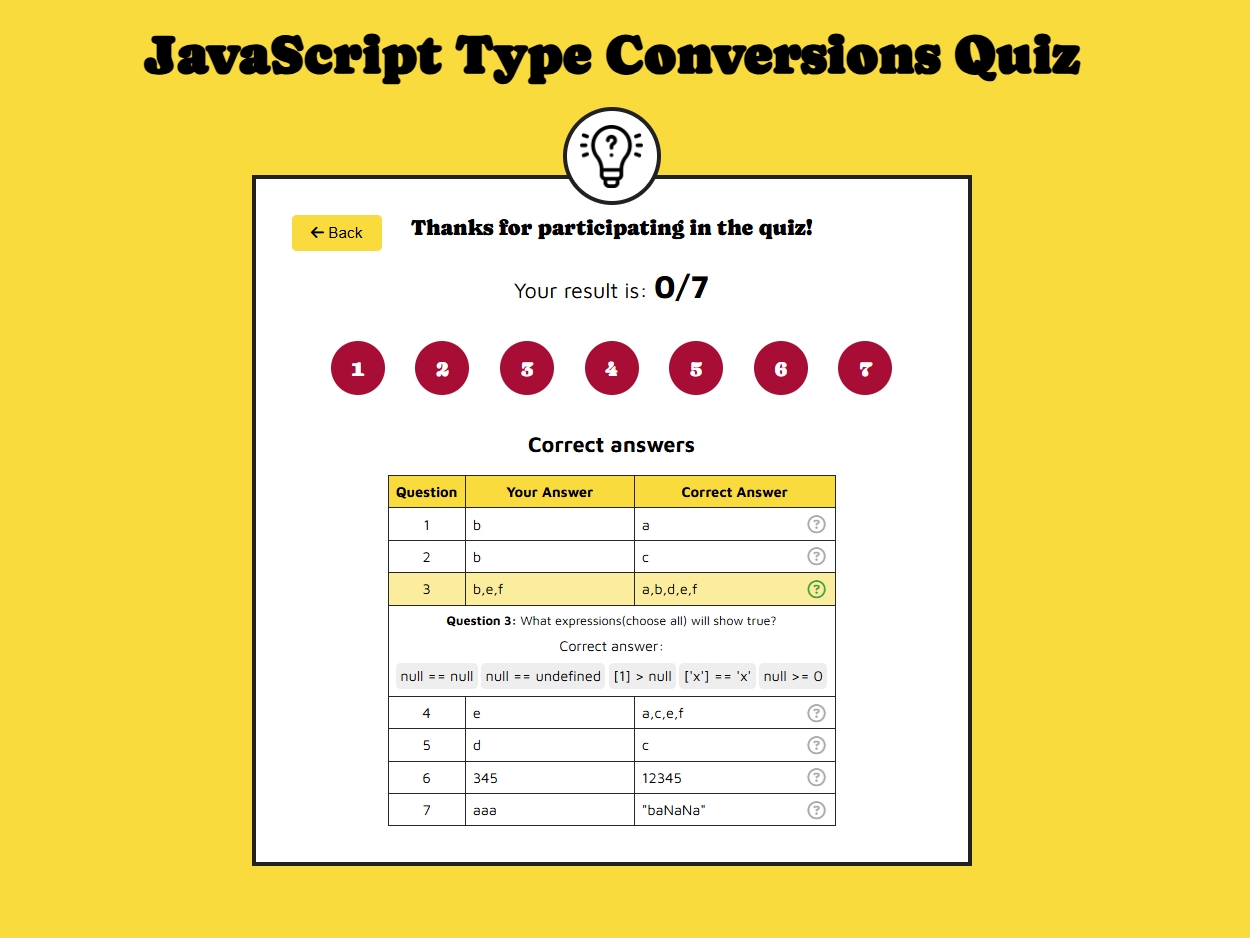 JavaScript Type Conversions Quiz
?
← Back
Thanks for participating in the quiz!
Your result is: 0/7
1 2 3 4 5 6 7
Correct answers
Question Your Answer Correct Answer
1 b a ?
2 b c ?
3 b,e,f a,b,d,e,f ?
Question 3: What expressions(choose all) will show true?
Correct answer:
null == null null == undefined [1] > null ['x'] == 'x' null >= 0
4 e a,c,e,f ?
5 d c ?
6 345 12345 ?
7 aaa "baNaNa" ?